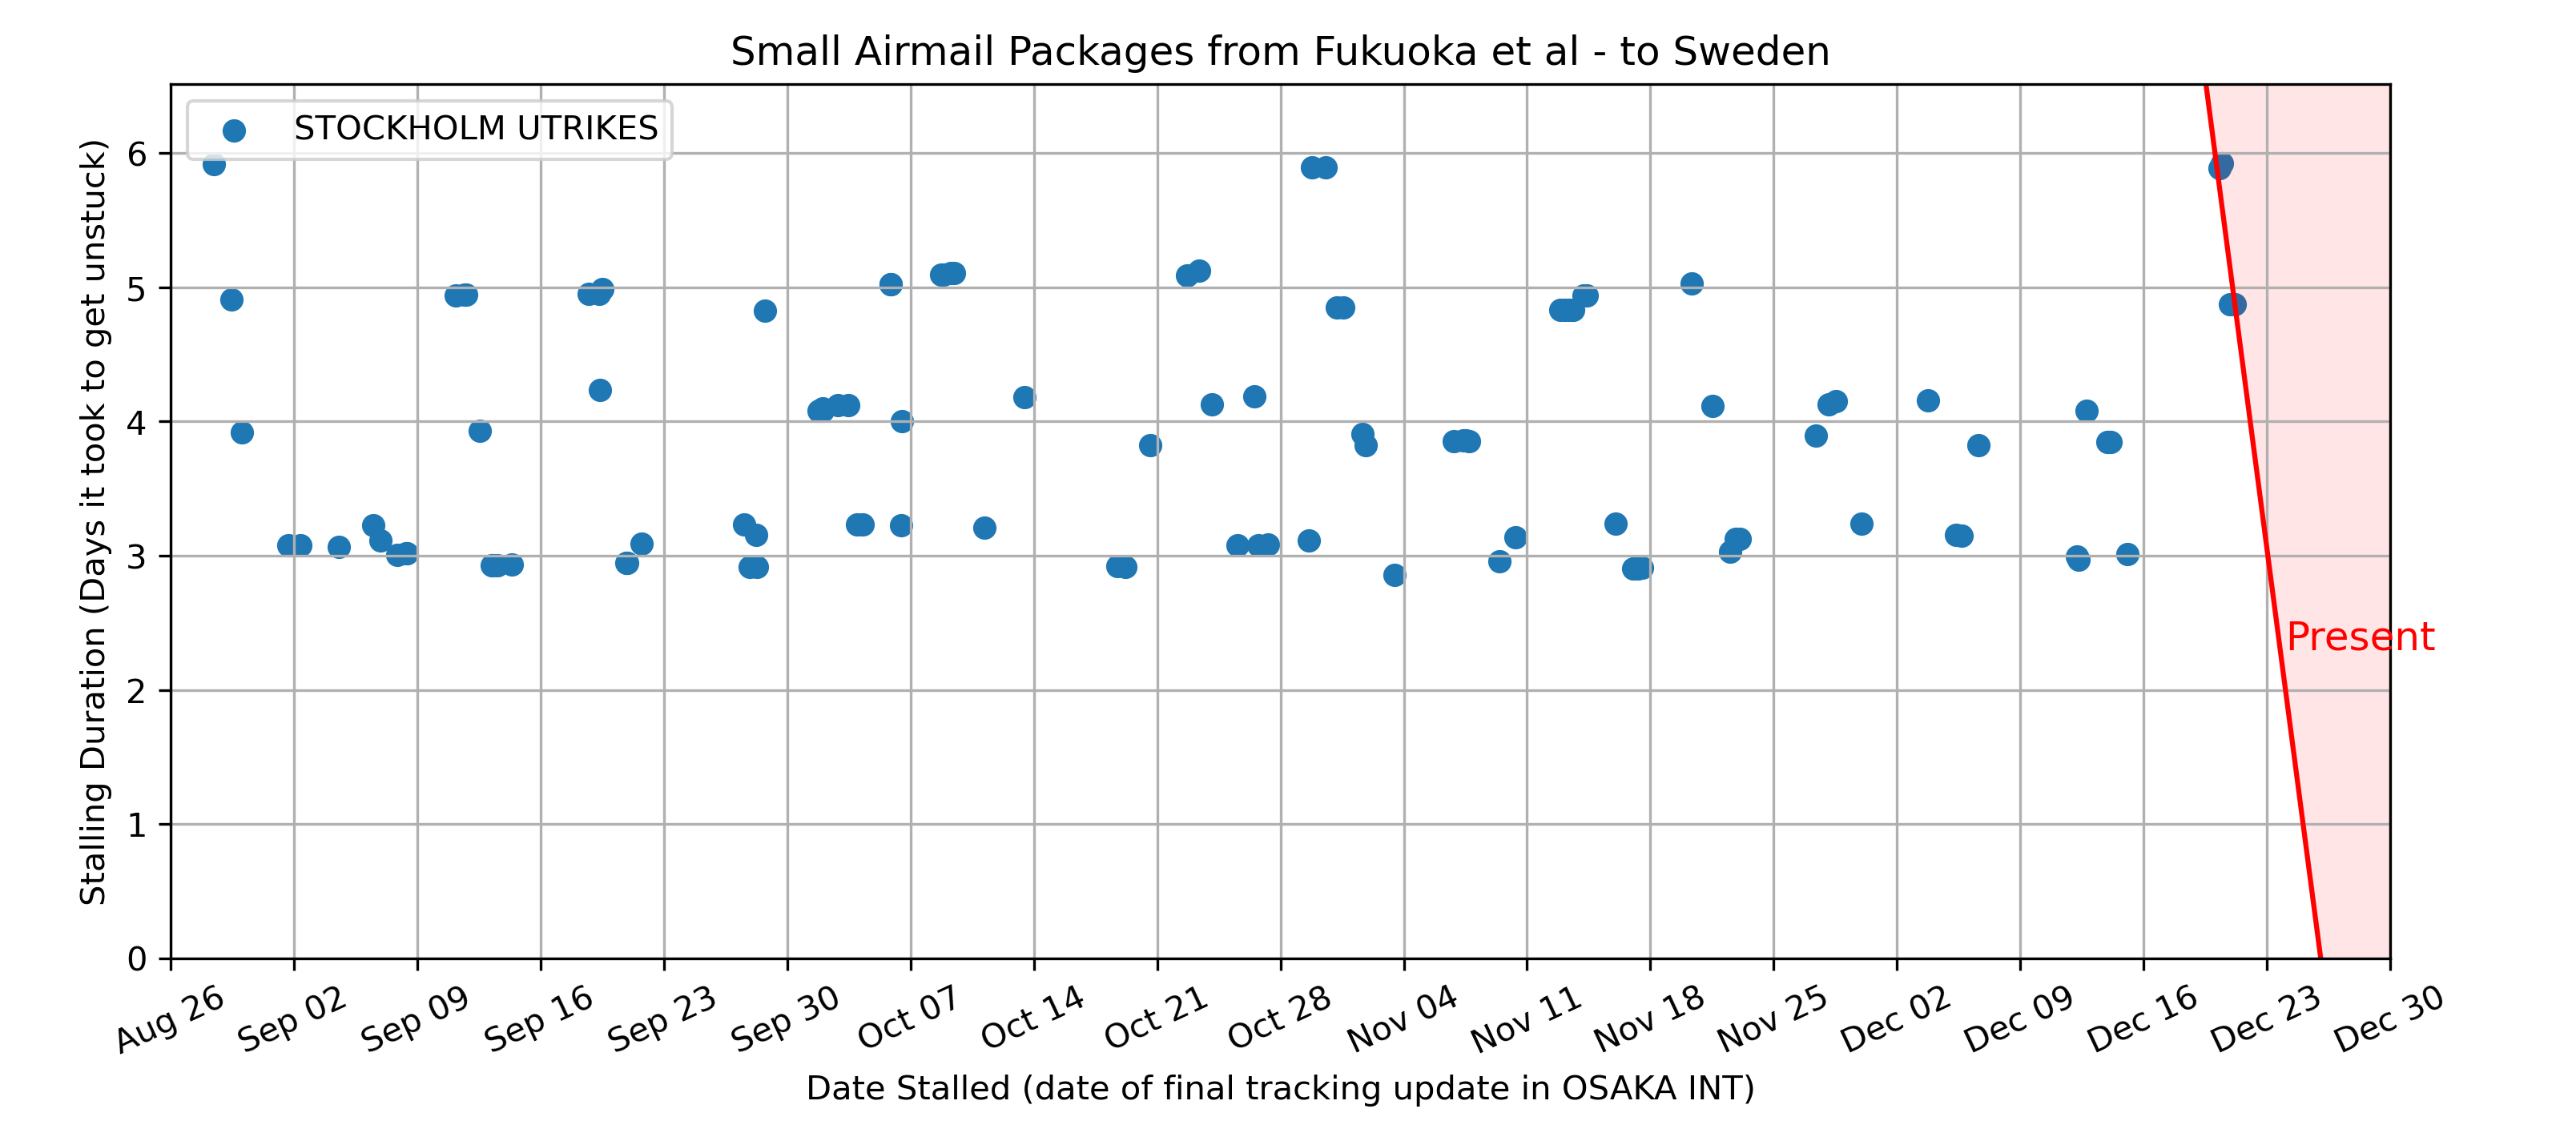 Small Airmail Packages from Fukuoka et al - to Sweden
STOCKHOLM UTRIKES
Stalling Duration (Days it took to get unstuck)
6
5
4
3
2
1
0
Present
Aug 26
Sep 02
Sep 09
Sep 16
Sep 23
Sep 30
Oct 07
Oct 14
Oct 21
Oct 28
Nov 04
Nov 11
Nov 18
Nov 25
Dec 02
Dec 09
Dec 16
Dec 23
Dec 30
Date Stalled (date of final tracking update in OSAKA INT)